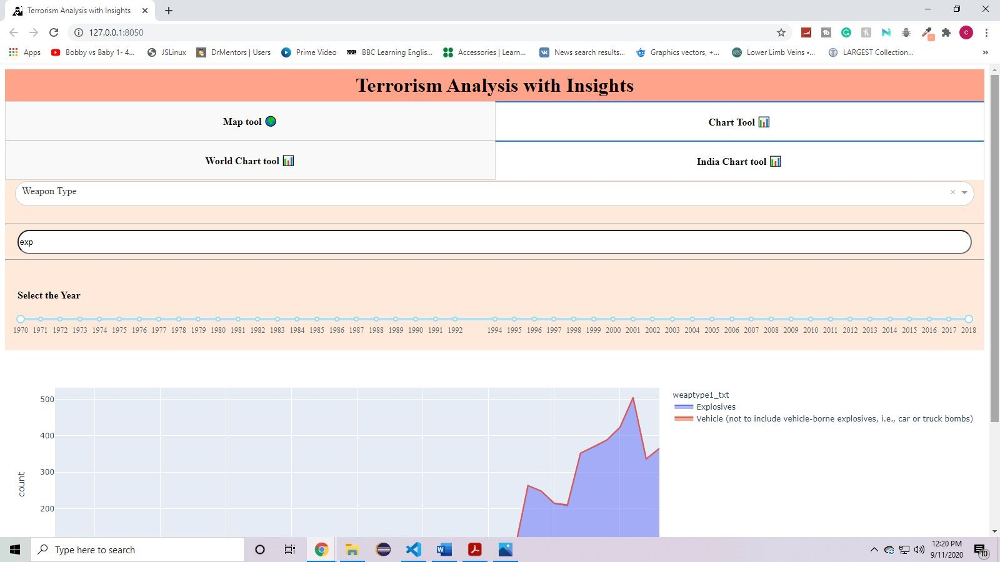 Terrorism Analysis with Insights
127.0.0.1:8050
Apps Bobby vs Baby 1- 4... JSLinux DrMentors | Users Prime Video BBC BBC Learning Englis... Accessories | Learn... News search results... Graphics vectors, +... Lower Limb Veins •... LARGEST Collection... »
Terrorism Analysis with Insights
Map tool
Chart Tool
World Chart tool
India Chart tool
Weapon Type
exp
Select the Year
1970 1971 1972 1973 1974 1975 1976 1977 1978 1979 1980 1981 1982 1983 1984 1985 1986 1987 1988 1989 1990 1991 1992 1994 1995 1996 1997 1998 1999 2000 2001 2002 2003 2004 2005 2006 2007 2008 2009 2010 2011 2012 2013 2014 2015 2016 2017 2018
500
400
300
200
count
weaptype1_txt
Explosives
Vehicle (not to include vehicle-borne explosives, i.e., car or truck bombs)
Type here to search
12:20 PM
9/11/2020
10